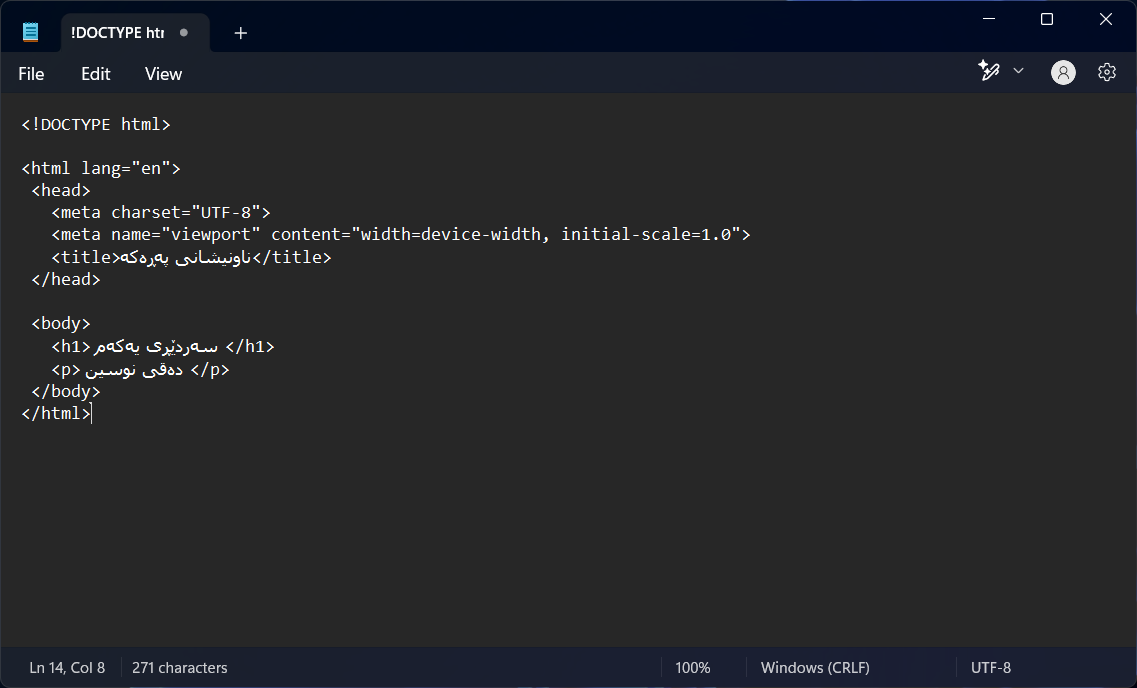 !DOCTYPE htr
File Edit View
<!DOCTYPE html>
<html lang="en">
<head>
<meta charset="UTF-8">
<meta name="viewport" content="width=device-width, initial-scale=1.0">
<title>ناونیشانی پەڕەکە</title>
</head>
<body>
<h1> سەردێڕی یەکەم </h1>
<p> دەقی نوسین </p>
</body>
</html>
Ln 14, Col 8 271 characters 100% Windows (CRLF) UTF-8